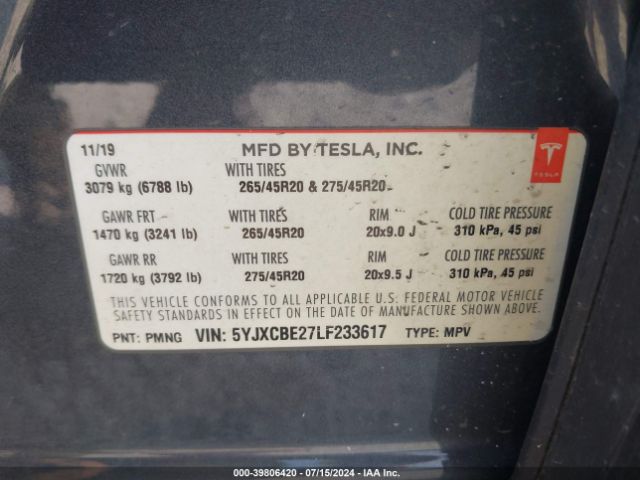 11/19 MFD BY TESLA, INC.
GVWR WITH TIRES
3079 kg (6788 lb) 265/45R20 & 275/45R20
TESLA
GAWR FRT WITH TIRES RIM COLD TIRE PRESSURE
1470 kg (3241 lb) 265/45R20 20x9.0 J 310 kPa, 45 psi
GAWR RR WITH TIRES RIM COLD TIRE PRESSURE
1720 kg (3792 lb) 275/45R20 20x9.5 J 310 kPa, 45 psi
THIS VEHICLE CONFORMS TO ALL APPLICABLE U.S. FEDERAL MOTOR VEHICLE
SAFETY STANDARDS IN EFFECT ON THE DATE OF MANUFACTURE SHOWN ABOVE.
PNT: PMNG VIN: 5YJXCBE27LF233617 TYPE: MPV
000-39806420 - 07/15/2024 - IAA Inc.